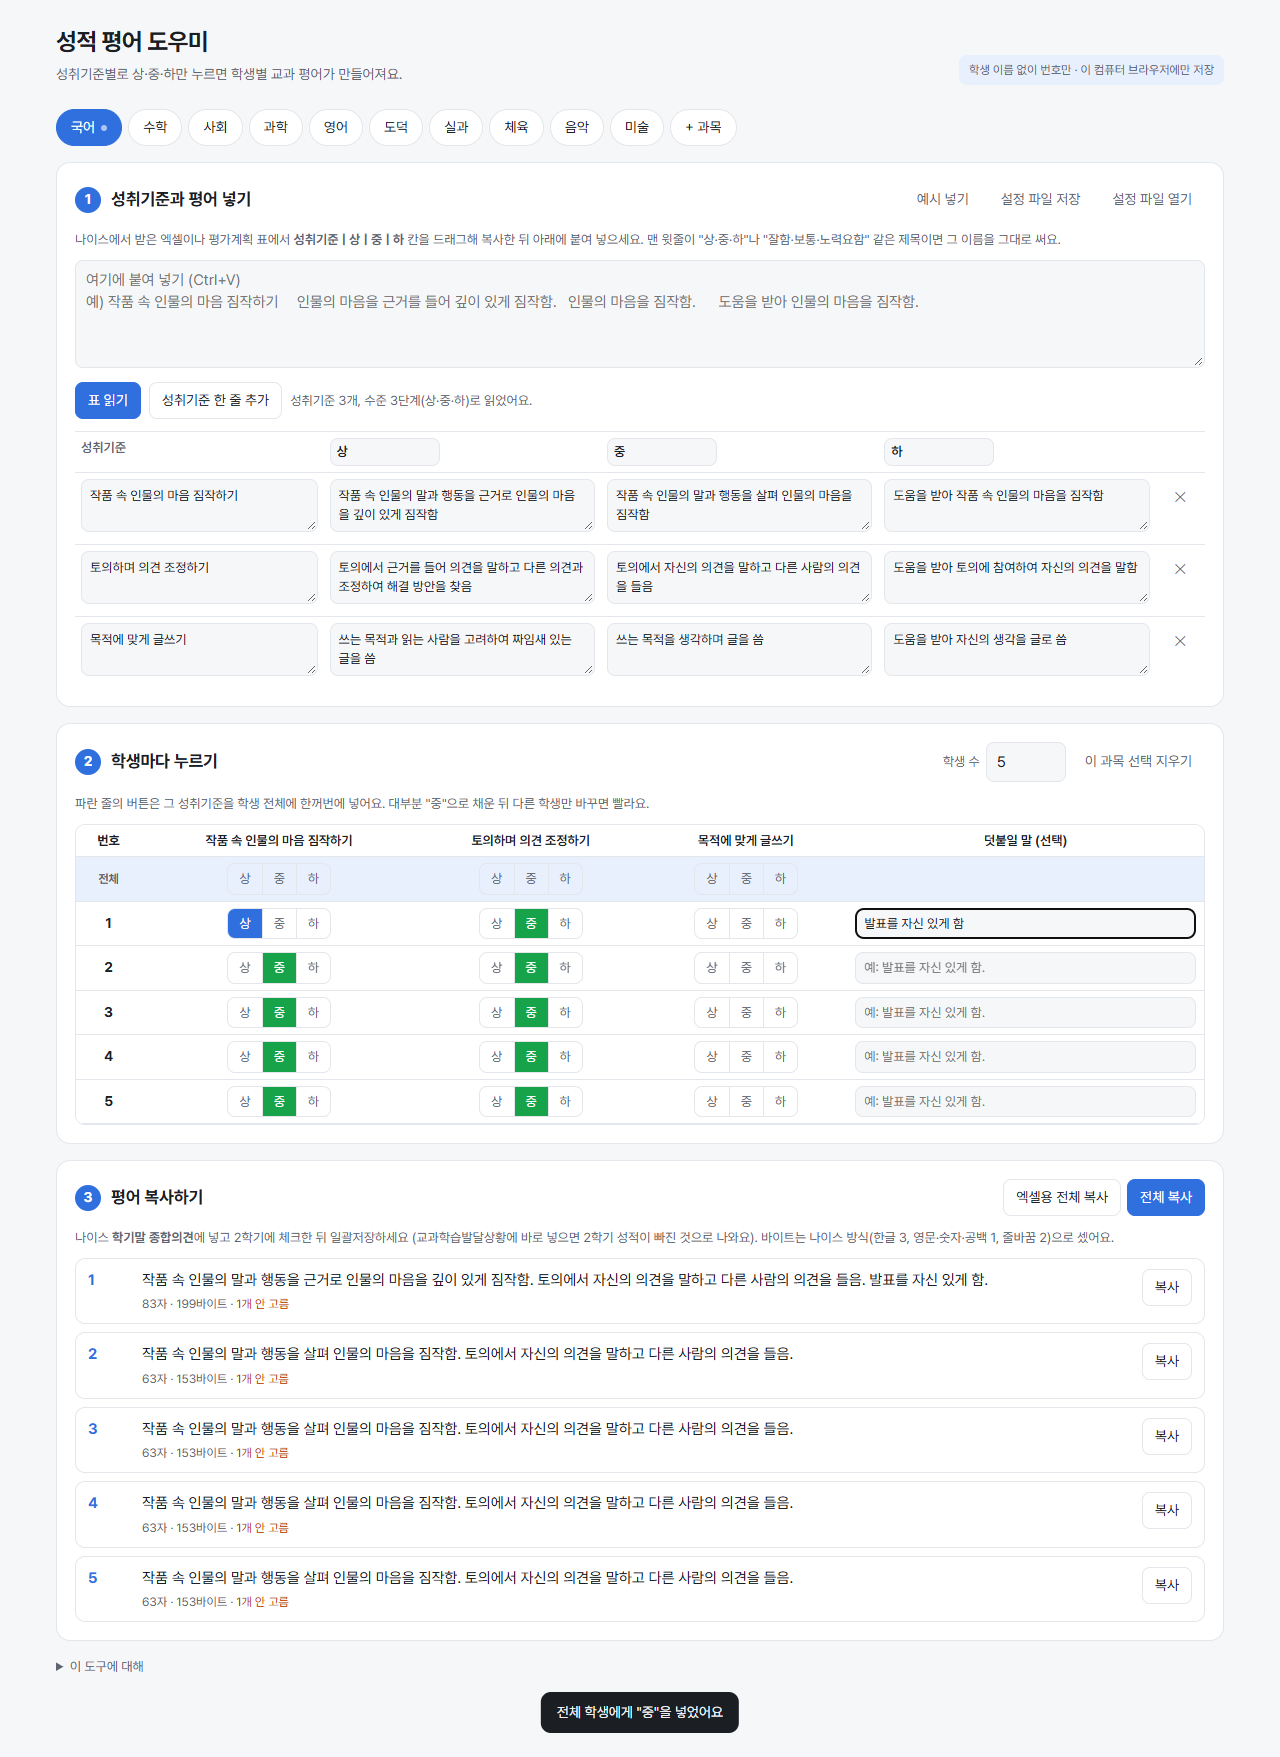 성적 평어 도우미
성취기준별로 상·중·하만 누르면 학생별 교과 평어가 만들어져요.
학생 이름 없이 번호만 · 이 컴퓨터 브라우저에만 저장
국어 수학 사회 과학 영어 도덕 실과 체육 음악 미술 + 과목
1 성취기준과 평어 넣기 예시 넣기 설정 파일 저장 설정 파일 열기
나이스에서 받은 엑셀이나 평가계획 표에서 성취기준 | 상 | 중 | 하 칸을 드래그해 복사한 뒤 아래에 붙여 넣으세요. 맨 윗줄이 "상·중·하"나 "잘함·보통·노력요함" 같은 제목이면 그 이름을 그대로 써요.
여기에 붙여 넣기 (Ctrl+V)
예) 작품 속 인물의 마음 짐작하기 인물의 마음을 근거를 들어 깊이 있게 짐작함. 인물의 마음을 짐작함. 도움을 받아 인물의 마음을 짐작함.
표 읽기 성취기준 한 줄 추가 성취기준 3개, 수준 3단계(상·중·하)로 읽었어요.
성취기준 상 중 하
작품 속 인물의 마음 짐작하기
작품 속 인물의 말과 행동을 근거로 인물의 마음
을 깊이 있게 짐작함
작품 속 인물의 말과 행동을 살펴 인물의 마음을
짐작함
도움을 받아 작품 속 인물의 마음을 짐작함
토의하며 의견 조정하기
토의에서 근거를 들어 의견을 말하고 다른 의견과
조정하여 해결 방안을 찾음
토의에서 자신의 의견을 말하고 다른 사람의 의견
을 들음
도움을 받아 토의에 참여하여 자신의 의견을 말함
목적에 맞게 글쓰기
쓰는 목적과 읽는 사람을 고려하여 짜임새 있는
글을 씀
쓰는 목적을 생각하며 글을 씀
도움을 받아 자신의 생각을 글로 씀
2 학생마다 누르기 학생 수 5 이 과목 선택 지우기
파란 줄의 버튼은 그 성취기준을 학생 전체에 한꺼번에 넣어요. 대부분 "중"으로 채운 뒤 다른 학생만 바꾸면 빨라요.
번호 작품 속 인물의 마음 짐작하기 토의하며 의견 조정하기 목적에 맞게 글쓰기 덧붙일 말 (선택)
전체 상 중 하 상 중 하 상 중 하
1 상 중 하 상 중 하 상 중 하 발표를 자신 있게 함
2 상 중 하 상 중 하 상 중 하 예: 발표를 자신 있게 함.
3 상 중 하 상 중 하 상 중 하 예: 발표를 자신 있게 함.
4 상 중 하 상 중 하 상 중 하 예: 발표를 자신 있게 함.
5 상 중 하 상 중 하 상 중 하 예: 발표를 자신 있게 함.
3 평어 복사하기 엑셀용 전체 복사 전체 복사
나이스 학기말 종합의견에 넣고 2학기에 체크한 뒤 일괄저장하세요 (교과학습발달상황에 바로 넣으면 2학기 성적이 빠진 것으로 나와요). 바이트는 나이스 방식(한글 3, 영문·숫자·공백 1, 줄바꿈 2)으로 셌어요.
1 작품 속 인물의 말과 행동을 근거로 인물의 마음을 깊이 있게 짐작함. 토의에서 자신의 의견을 말하고 다른 사람의 의견을 들음. 발표를 자신 있게 함. 복사
83자 · 199바이트 · 1개 안 고름
2 작품 속 인물의 말과 행동을 살펴 인물의 마음을 짐작함. 토의에서 자신의 의견을 말하고 다른 사람의 의견을 들음. 복사
63자 · 153바이트 · 1개 안 고름
3 작품 속 인물의 말과 행동을 살펴 인물의 마음을 짐작함. 토의에서 자신의 의견을 말하고 다른 사람의 의견을 들음. 복사
63자 · 153바이트 · 1개 안 고름
4 작품 속 인물의 말과 행동을 살펴 인물의 마음을 짐작함. 토의에서 자신의 의견을 말하고 다른 사람의 의견을 들음. 복사
63자 · 153바이트 · 1개 안 고름
5 작품 속 인물의 말과 행동을 살펴 인물의 마음을 짐작함. 토의에서 자신의 의견을 말하고 다른 사람의 의견을 들음. 복사
63자 · 153바이트 · 1개 안 고름
이 도구에 대해
전체 학생에게 "중"을 넣었어요